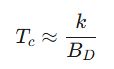 T_c ≈ k / B_D